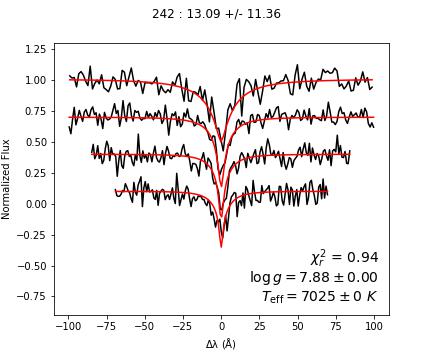 242 : 13.09 +/- 11.36
Normalized Flux
1.25
1.00
0.75
0.50
0.25
0.00
−0.25
−0.50
−0.75
χ²ᵣ = 0.94
log g = 7.88 ± 0.00
T_eff = 7025 ± 0 K
−100 −75 −50 −25 0 25 50 75 100
Δλ (Å)